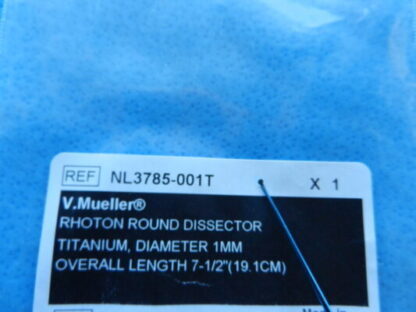 REF NL3785-001T X 1
V.Mueller®
RHOTON ROUND DISSECTOR
TITANIUM, DIAMETER 1MM
OVERALL LENGTH 7-1/2"(19.1CM)